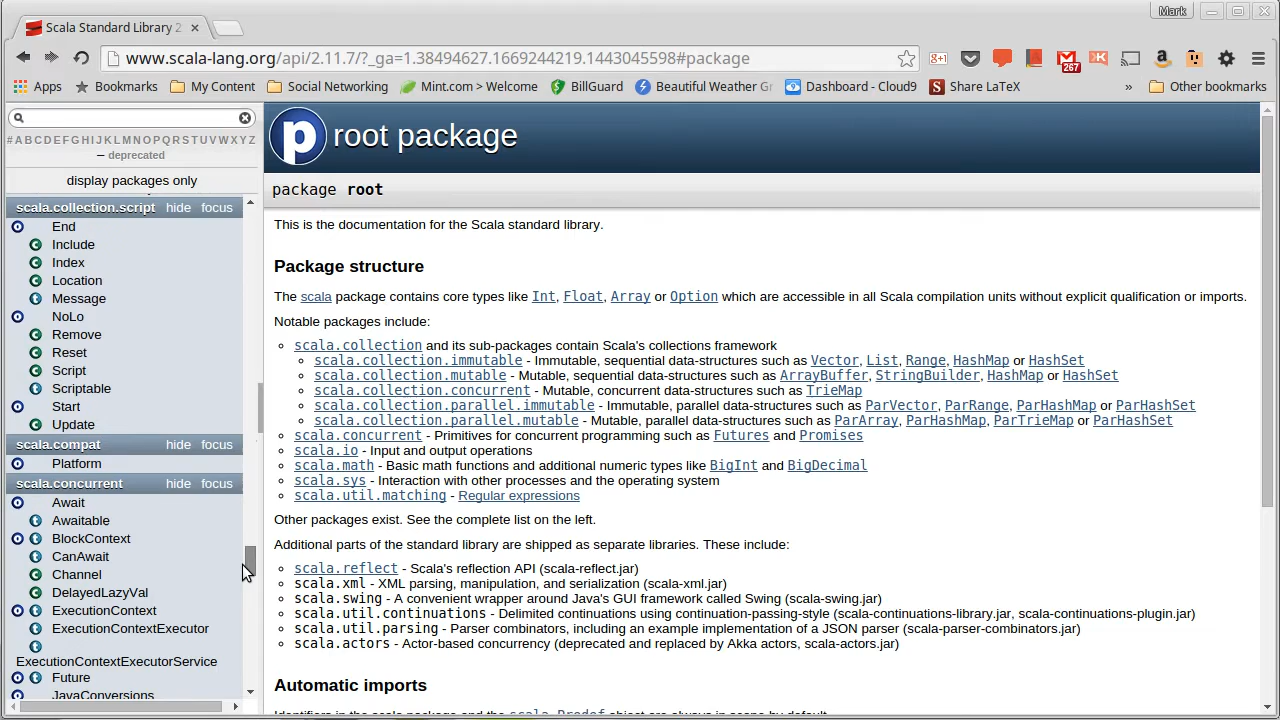 Mark
Scala Standard Library 2
www.scala-lang.org/api/2.11.7/?_ga=1.38494627.1669244219.1443045598#package
267
Apps Bookmarks My Content Social Networking Mint.com > Welcome BillGuard Beautiful Weather Gr Dashboard - Cloud9 Share LaTeX » Other bookmarks
#ABCDEFGHIJKLMNOPQRSTUVWXYZ
– deprecated
display packages only
scala.collection.script hide focus
End
Include
Index
Location
Message
NoLo
Remove
Reset
Script
Scriptable
Start
Update
scala.compat hide focus
Platform
scala.concurrent hide focus
Await
Awaitable
BlockContext
CanAwait
Channel
DelayedLazyVal
ExecutionContext
ExecutionContextExecutor
ExecutionContextExecutorService
Future
JavaConversions
p root package
package root
This is the documentation for the Scala standard library.
Package structure
The scala package contains core types like Int, Float, Array or Option which are accessible in all Scala compilation units without explicit qualification or imports.
Notable packages include:
scala.collection and its sub-packages contain Scala's collections framework
scala.collection.immutable - Immutable, sequential data-structures such as Vector, List, Range, HashMap or HashSet
scala.collection.mutable - Mutable, sequential data-structures such as ArrayBuffer, StringBuilder, HashMap or HashSet
scala.collection.concurrent - Mutable, concurrent data-structures such as TrieMap
scala.collection.parallel.immutable - Immutable, parallel data-structures such as ParVector, ParRange, ParHashMap or ParHashSet
scala.collection.parallel.mutable - Mutable, parallel data-structures such as ParArray, ParHashMap, ParTrieMap or ParHashSet
scala.concurrent - Primitives for concurrent programming such as Futures and Promises
scala.io - Input and output operations
scala.math - Basic math functions and additional numeric types like BigInt and BigDecimal
scala.sys - Interaction with other processes and the operating system
scala.util.matching - Regular expressions
Other packages exist. See the complete list on the left.
Additional parts of the standard library are shipped as separate libraries. These include:
scala.reflect - Scala's reflection API (scala-reflect.jar)
scala.xml - XML parsing, manipulation, and serialization (scala-xml.jar)
scala.swing - A convenient wrapper around Java's GUI framework called Swing (scala-swing.jar)
scala.util.continuations - Delimited continuations using continuation-passing-style (scala-continuations-library.jar, scala-continuations-plugin.jar)
scala.util.parsing - Parser combinators, including an example implementation of a JSON parser (scala-parser-combinators.jar)
scala.actors - Actor-based concurrency (deprecated and replaced by Akka actors, scala-actors.jar)
Automatic imports
Identifiers in the scala package and the scala.Predef object are always in scope by default.